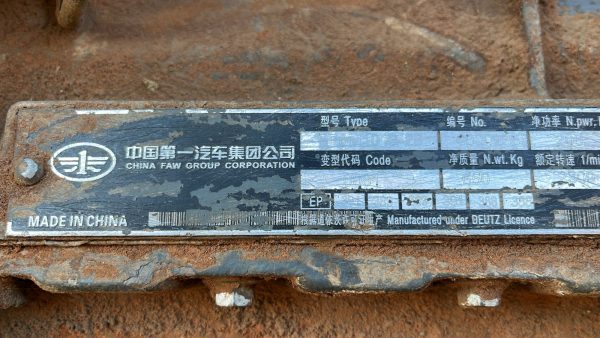 型号 Type
编号 No.
净功率 N.pwr.
中国第一汽车集团公司
CHINA FAW GROUP CORPORATION
变型代码 Code
净质量 N.wt. Kg
额定转速 1/mi
EP
MADE IN CHINA
Manufactured under DEUTZ Licence